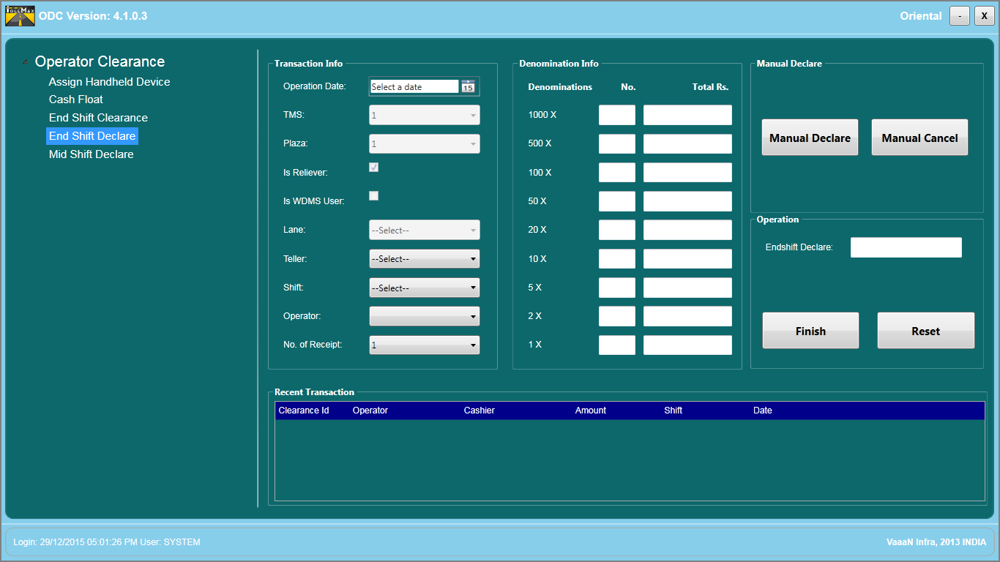 TOLLMAX
ODC Version: 4.1.0.3
Oriental
-
X
Operator Clearance
Assign Handheld Device
Cash Float
End Shift Clearance
End Shift Declare
Mid Shift Declare
Transaction Info
Operation Date: Select a date 15
TMS: 1
Plaza: 1
Is Reliever:
Is WDMS User:
Lane: --Select--
Teller: --Select--
Shift: --Select--
Operator:
No. of Receipt: 1
Denomination Info
Denominations No. Total Rs.
1000 X
500 X
100 X
50 X
20 X
10 X
5 X
2 X
1 X
Manual Declare
Manual Declare Manual Cancel
Operation
Endshift Declare:
Finish Reset
Recent Transaction
Clearance Id Operator Cashier Amount Shift Date
Login: 29/12/2015 05:01:26 PM User: SYSTEM
VaaaN Infra, 2013 INDIA